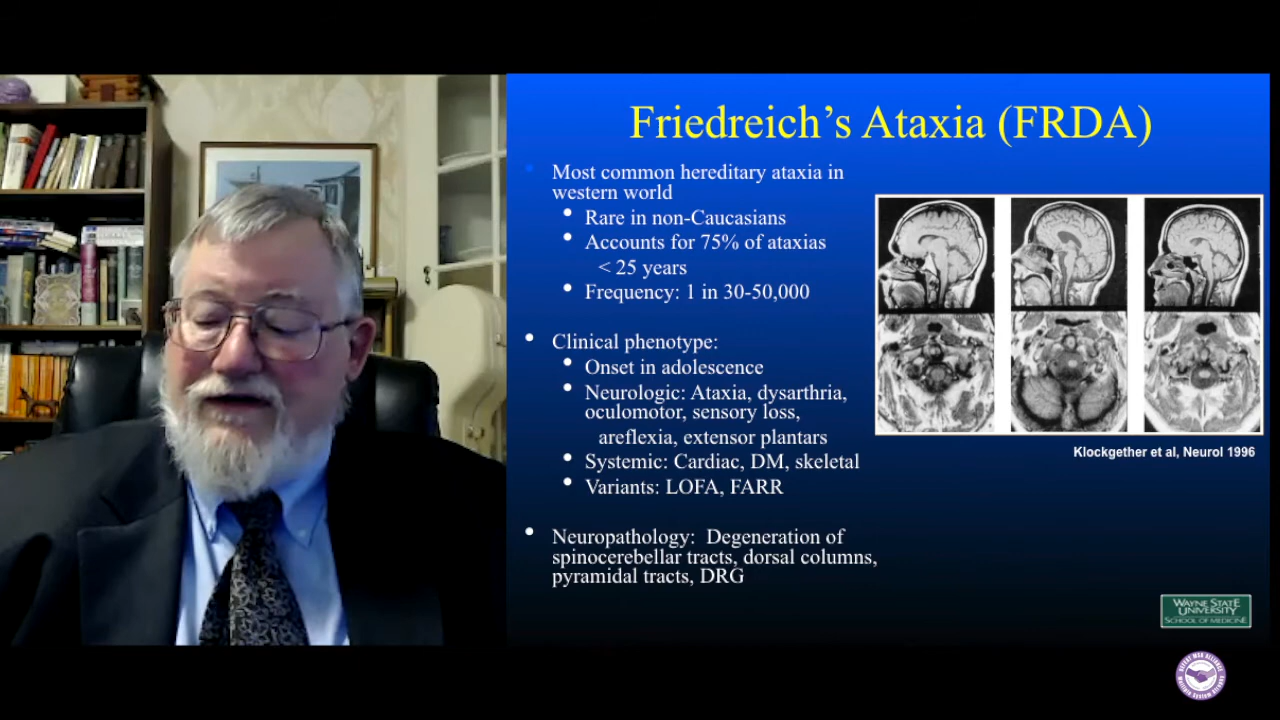 Friedreich's Ataxia (FRDA)
Most common hereditary ataxia in
western world
Rare in non-Caucasians
Accounts for 75% of ataxias
< 25 years
Frequency: 1 in 30-50,000
Clinical phenotype:
Onset in adolescence
Neurologic: Ataxia, dysarthria,
oculomotor, sensory loss,
areflexia, extensor plantars
Systemic: Cardiac, DM, skeletal
Variants: LOFA, FARR
Neuropathology: Degeneration of
spinocerebellar tracts, dorsal columns,
pyramidal tracts, DRG
Klockgether et al, Neurol 1996
WAYNE STATE
UNIVERSITY
SCHOOL OF MEDICINE
DEFEAT MSA ALLIANCE